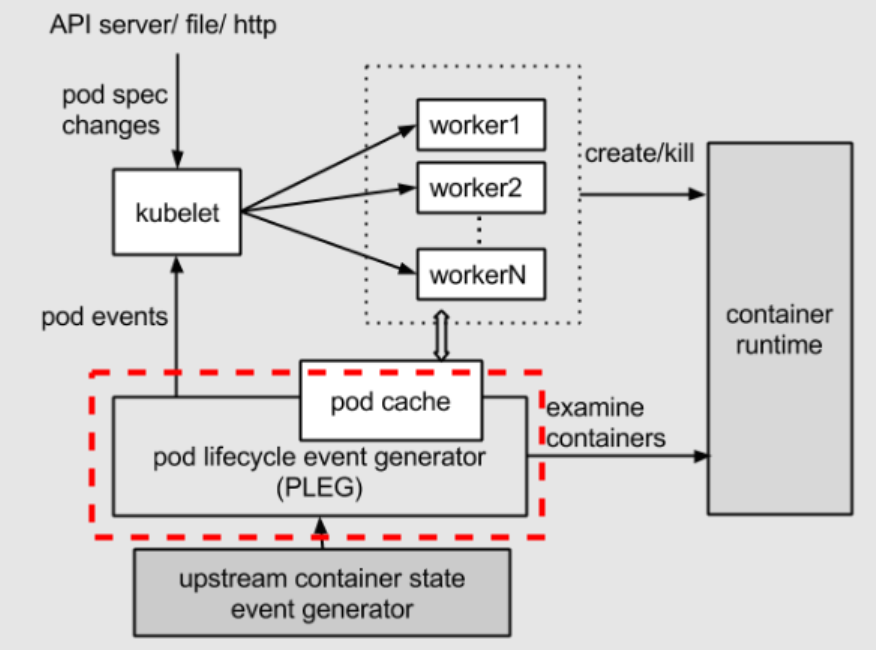 API server/ file/ http
pod spec
changes
worker1
create/kill
worker2
kubelet
workerN
pod events
container
runtime
pod cache
examine
containers
pod lifecycle event generator
(PLEG)
upstream container state
event generator